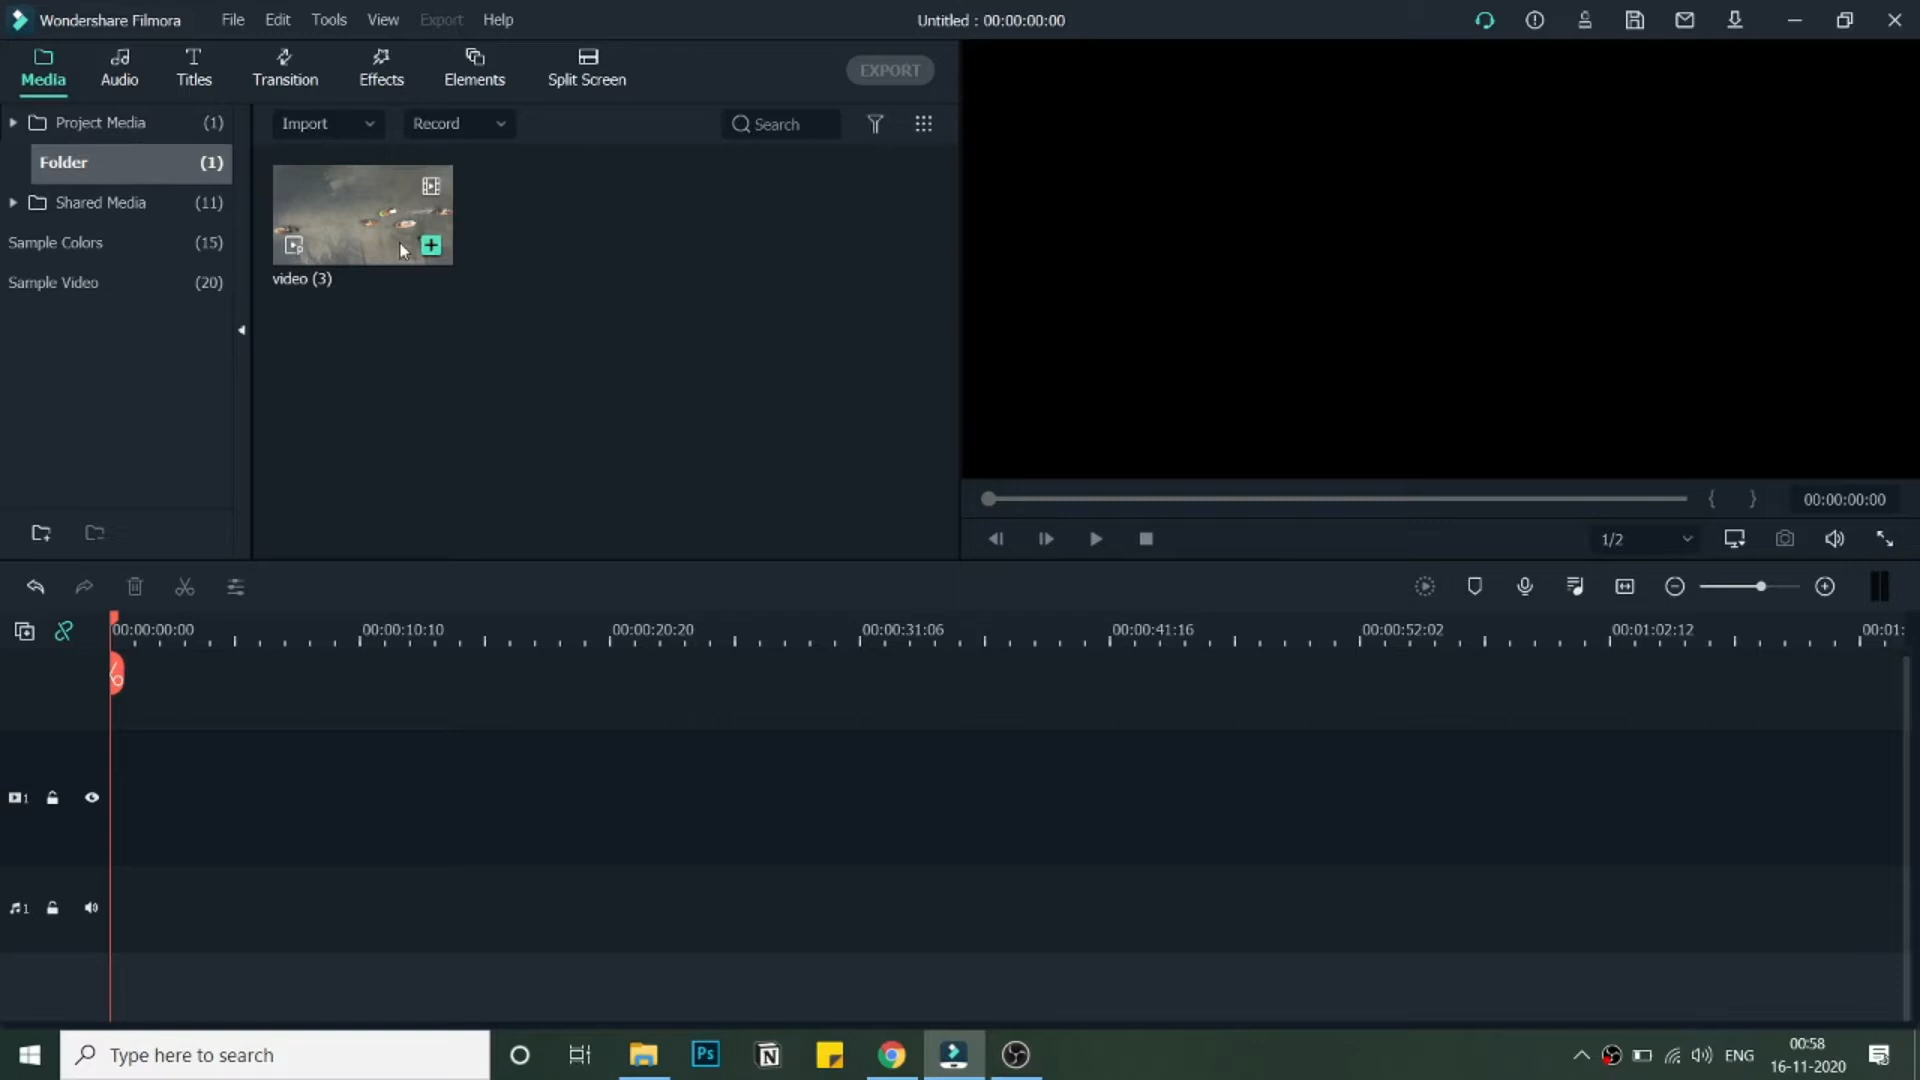 Wondershare Filmora File Edit Tools View Export Help Untitled : 00:00:00:00
Media Audio Titles Transition Effects Elements Split Screen EXPORT
Project Media (1)
Folder (1)
Shared Media (11)
Sample Colors (15)
Sample Video (20)
Import Record Search
video (3)
{ } 00:00:00:00
1/2
00:00:00:00 00:00:10:10 00:00:20:20 00:00:31:06 00:00:41:16 00:00:52:02 00:01:02:12 00:01:
1
1
Type here to search Ps N ENG 00:58
16-11-2020